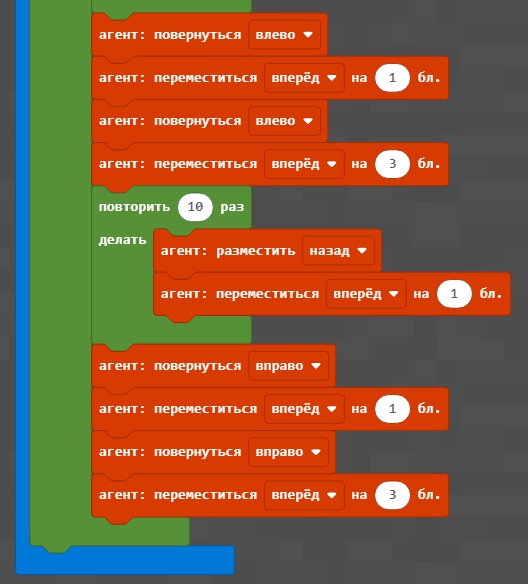 агент: повернуться влево
агент: переместиться вперёд на 1 бл.
агент: повернуться влево
агент: переместиться вперёд на 3 бл.
повторить 10 раз
делать
агент: разместить назад
агент: переместиться вперёд на 1 бл.
агент: повернуться вправо
агент: переместиться вперёд на 1 бл.
агент: повернуться вправо
агент: переместиться вперёд на 3 бл.